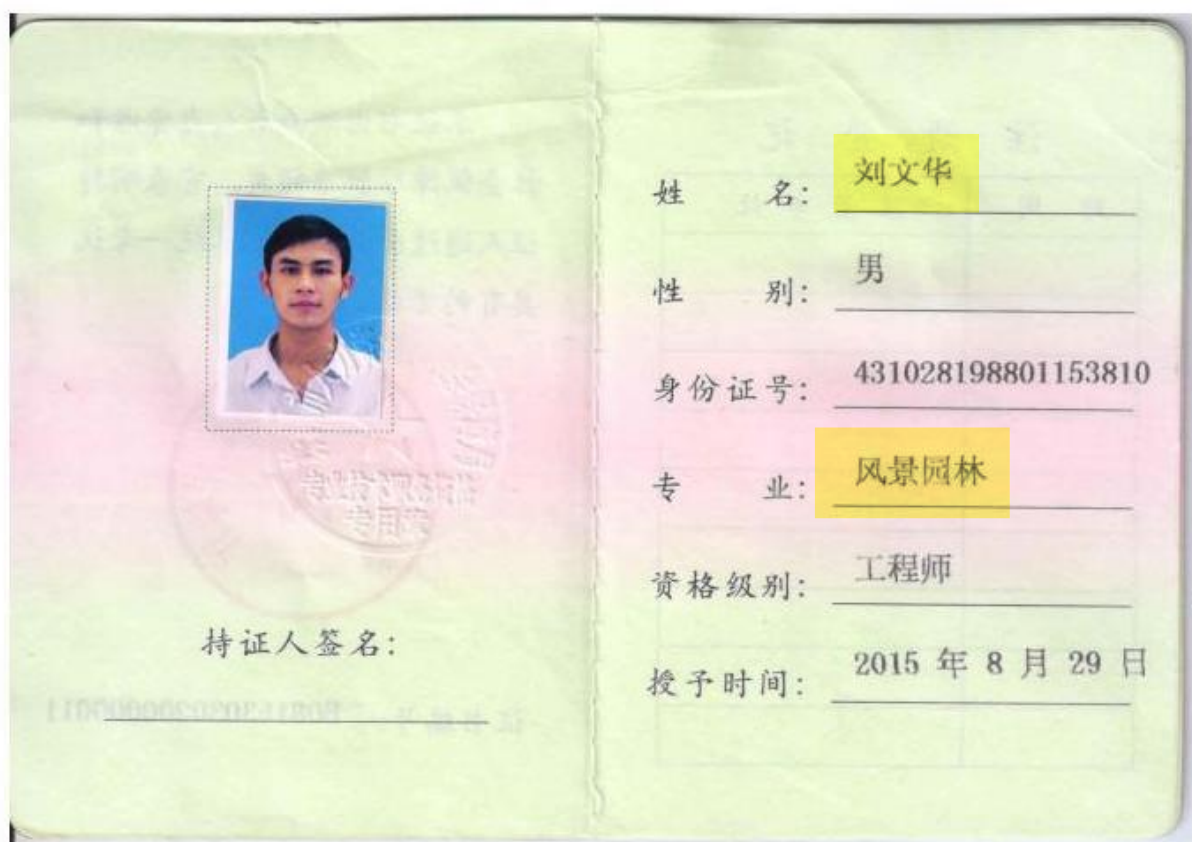 姓名: 刘文华
性别: 男
身份证号: 431028198801153810
专业: 风景园林
资格级别: 工程师
授予时间: 2015 年 8 月 29 日
持证人签名: